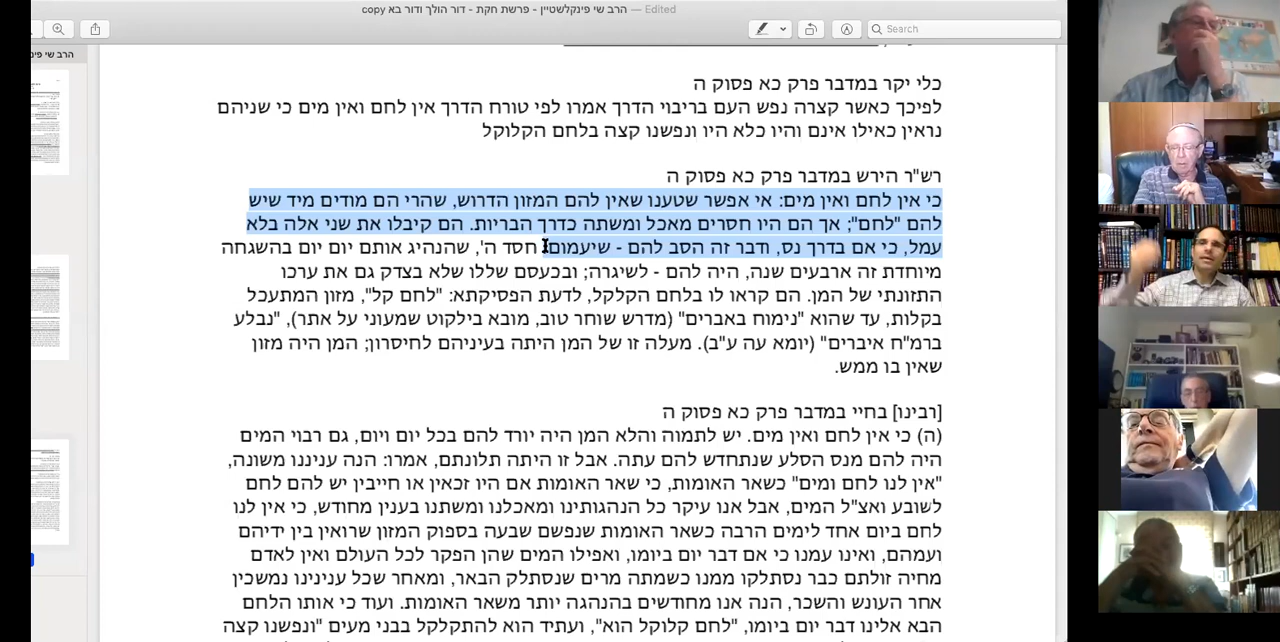 הרב שי פינקלשטיין - פרשת חקת - דור הולך ודור בא copy — Edited
Search
הרב שי פינ
כלי יקר במדבר פרק כא פסוק ה
לפיכך כאשר קצרה נפש העם בריבוי הדרך אמרו לפי טורח הדרך אין לחם ואין מים כי שניהם
נראין כאילו אינם והיו כלא היו ונפשנו קצה בלחם הקלוקל
רש"ר הירש במדבר פרק כא פסוק ה
כי אין לחם ואין מים: אי אפשר שטענו שאין להם המזון הדרוש, שהרי הם מודים מיד שיש
להם "לחם"; אך הם היו חסרים מאכל ומשתה כדרך הבריות. הם קיבלו את שני אלה בלא
עמל, כי אם בדרך נס, ודבר זה הסב להם - שיעמום! חסד ה', שהנהיג אותם יום יום בהשגחה
מיוחדת זה ארבעים שנה, היה להם - לשיגרה; ובכעסם שללו שלא בצדק גם את ערכו
התזונתי של המן. הם קראו לו בלחם הקלקל, לדעת הפסיקתא: "לחם קל", מזון המתעכל
בקלות, עד שהוא "נימוח באברים" (מדרש שוחר טוב, מובא בילקוט שמעוני על אתר), "נבלע
ברמ"ח איברים" (יומא עה ע"ב). מעלה זו של המן היתה בעיניהם לחיסרון; המן היה מזון
שאין בו ממש.
[רבינו] בחיי במדבר פרק כא פסוק ה
(ה) כי אין לחם ואין מים. יש לתמוה והלא המן היה יורד להם בכל יום ויום, גם רבוי המים
היה להם מנס הסלע שנתחדש להם עתה. אבל זו היתה כוונתם, אמרו: הנה ענינינו משונה,
"אין לנו לחם ומים" כשאר האומות, כי שאר האומות אם הם זכאין או חייבין יש להם לחם
לשובע ואצ"ל המים, אבל אנו עיקר כל הנהגותינו ומאכלנו ומשתנו בענין מחודש, כי אין לנו
לחם ביום אחד לימים הרבה כשאר האומות שנפשם שבעה בספוק המזון שרואין בין ידיהם
ועמהם, ואינו עמנו כי אם דבר יום ביומו, ואפילו המים שהן הפקר לכל העולם ואין לאדם
מחיה זולתם כבר נסתלקו ממנו כשמתה מרים שנסתלק הבאר, ומאחר שכל ענינינו נמשכין
אחר העונש והשכר, הנה אנו מחודשים בהנהגה יותר משאר האומות. ועוד כי אותו הלחם
הבא אלינו דבר יום ביומו, "לחם קלוקל הוא", ועתיד הוא להתקלקל בבני מעים "ונפשנו קצה